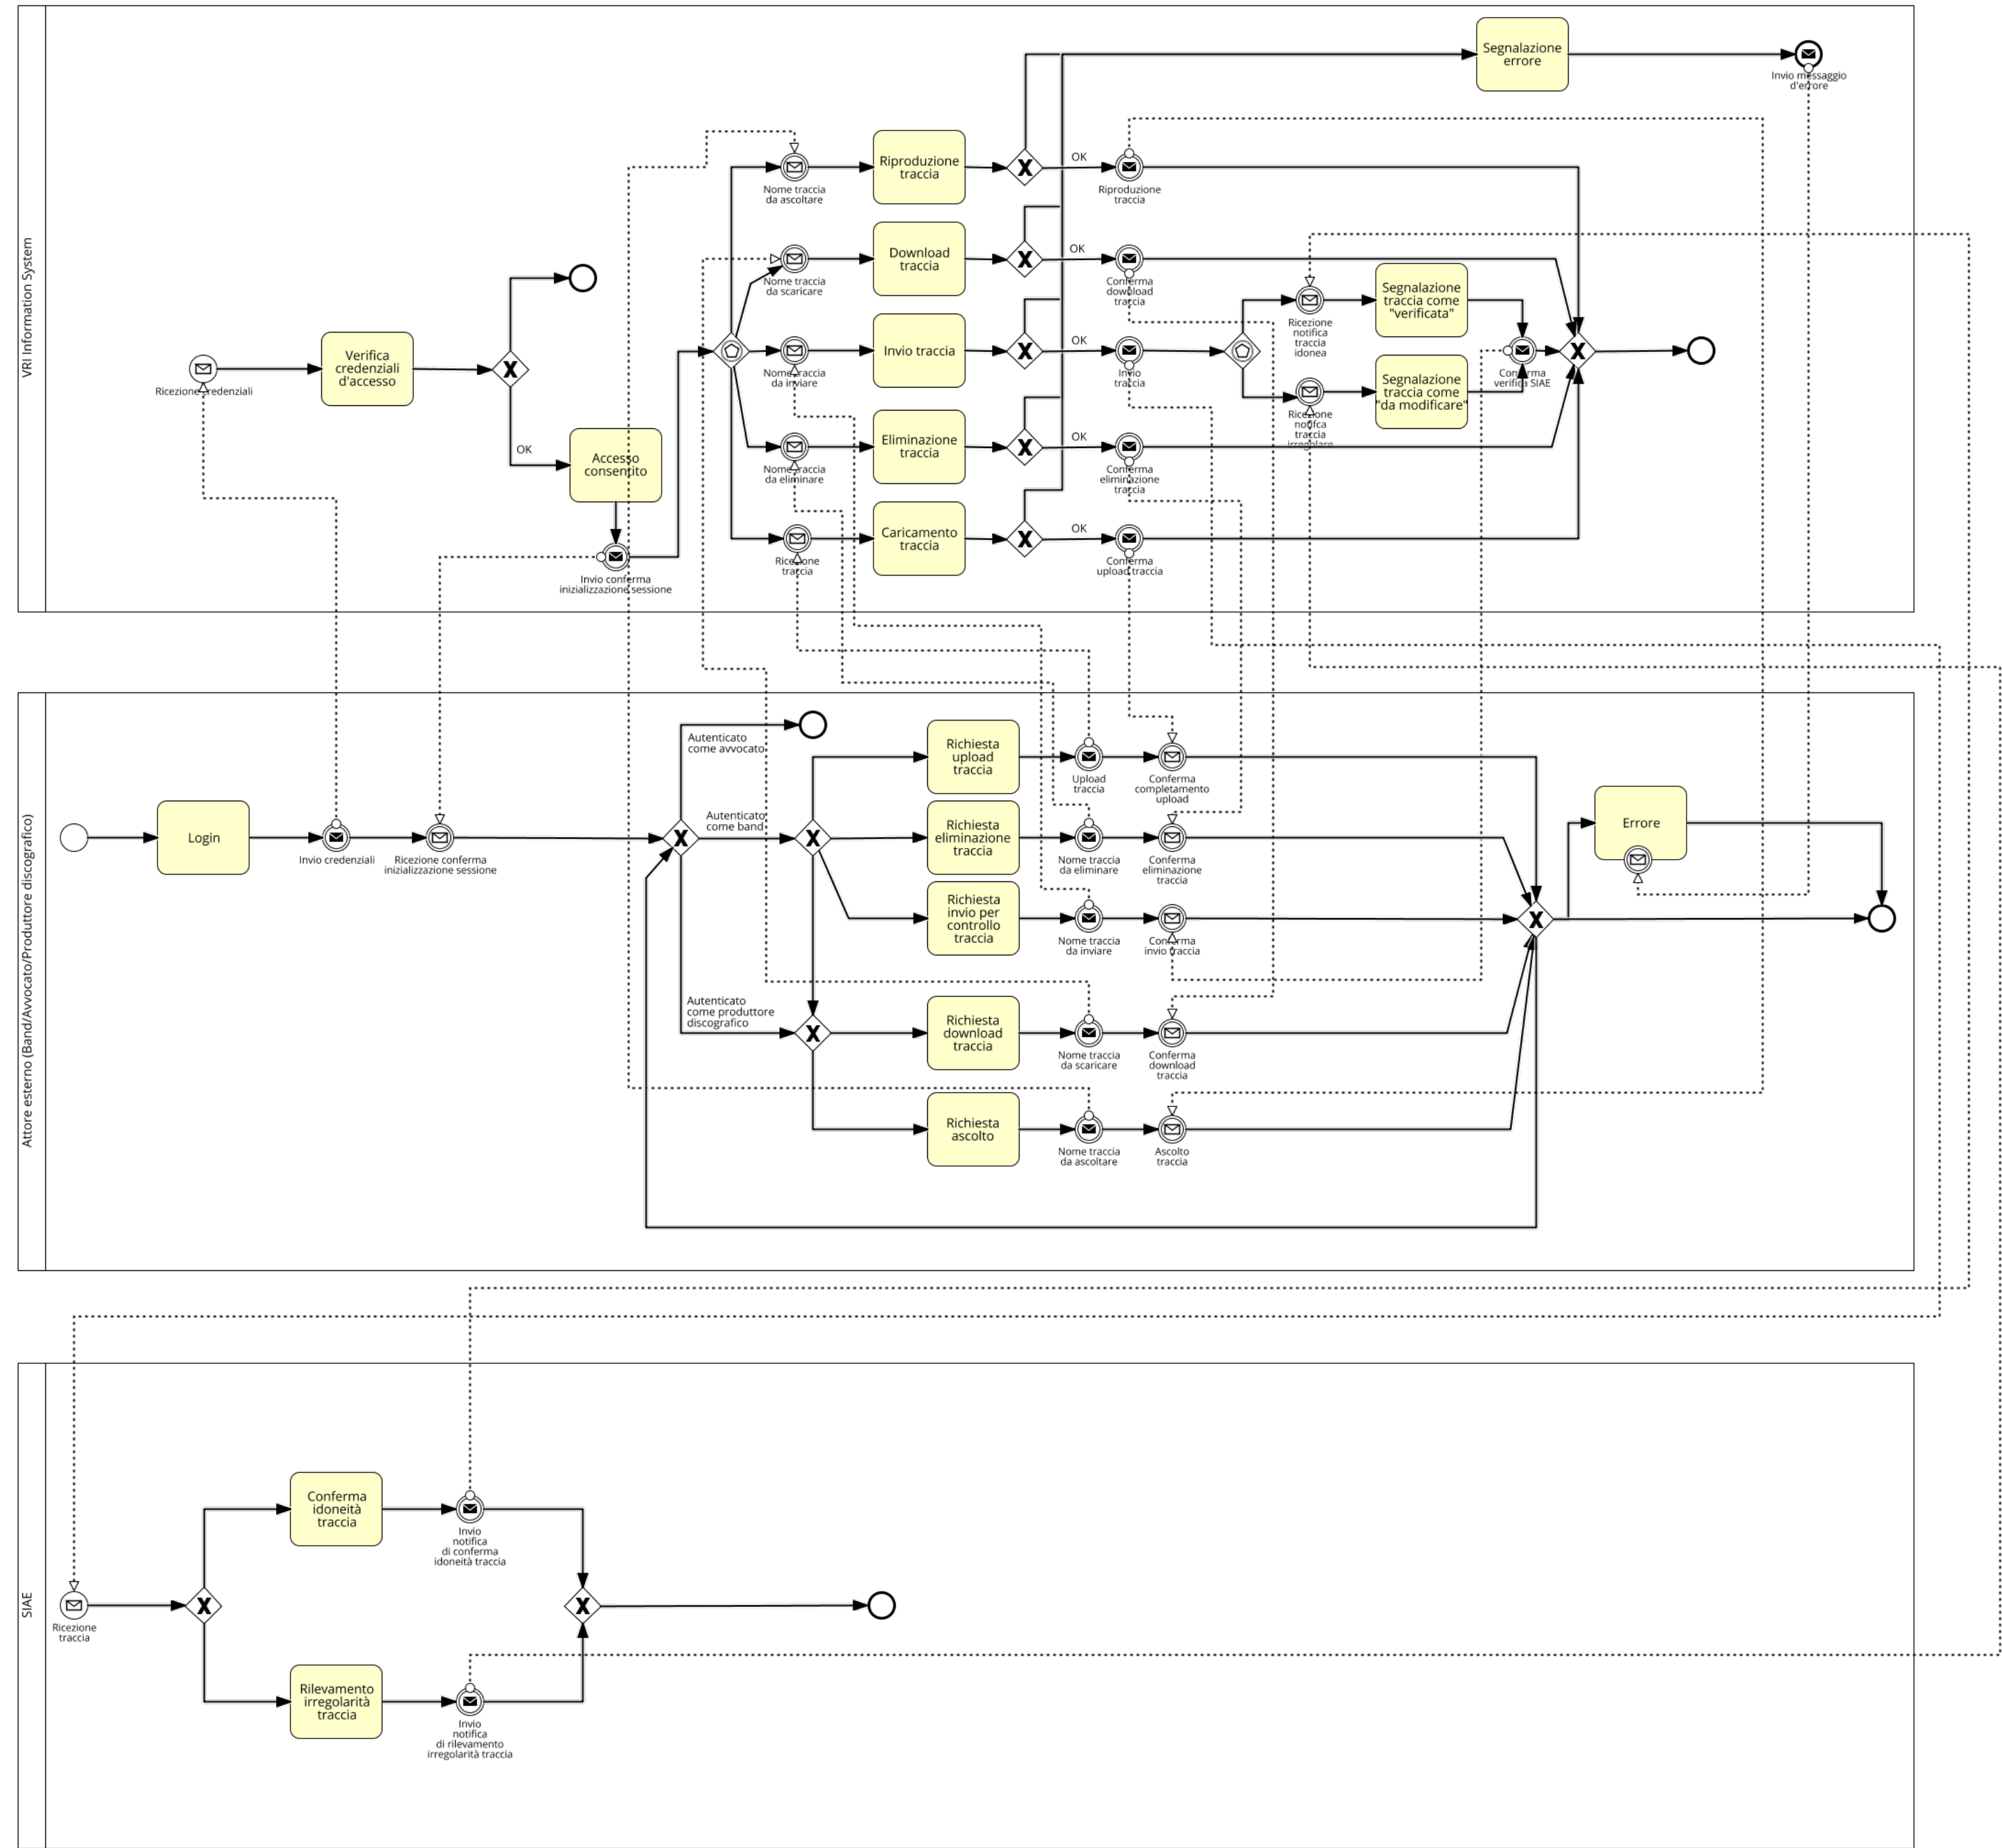 VRI Information System
Segnalazione
errore
Invio messaggio
d'errore
Riproduzione
traccia
OK
Nome traccia
da ascoltare
Riproduzione
traccia
Download
traccia
OK
Nome traccia
da scaricare
Conferma
download
traccia
Segnalazione
traccia come
"verificata"
Ricezione
notifica
traccia
idonea
Verifica
credenziali
d'accesso
Ricezione credenziali
Invio traccia
OK
Nome traccia
da inviare
Invio
traccia
Conferma
verifica SIAE
Segnalazione
traccia come
"da modificare"
Ricezione
notifca
traccia
irregolare
OK
Accesso
consentito
Eliminazione
traccia
OK
Nome traccia
da eliminare
Conferma
eliminazione
traccia
Caricamento
traccia
OK
Ricezione
traccia
Conferma
upload traccia
Invio conferma
inizializzazione sessione
Attore esterno (Band/Avvocato/Produttore discografico)
Autenticato
come avvocato
Richiesta
upload
traccia
Upload
traccia
Conferma
completamento
upload
Login
Invio credenziali
Ricezione conferma
inizializzazione sessione
Autenticato
come band
Richiesta
eliminazione
traccia
Nome traccia
da eliminare
Conferma
eliminazione
traccia
Errore
Richiesta
invio per
controllo
traccia
Nome traccia
da inviare
Conferma
invio traccia
Autenticato
come produttore
discografico
Richiesta
download
traccia
Nome traccia
da scaricare
Conferma
download
traccia
Richiesta
ascolto
Nome traccia
da ascoltare
Ascolto
traccia
SIAE
Conferma
idoneità
traccia
Invio
notifica
di conferma
idoneità traccia
Ricezione
traccia
Rilevamento
irregolarità
traccia
Invio
notifica
di rilevamento
irregolarità traccia